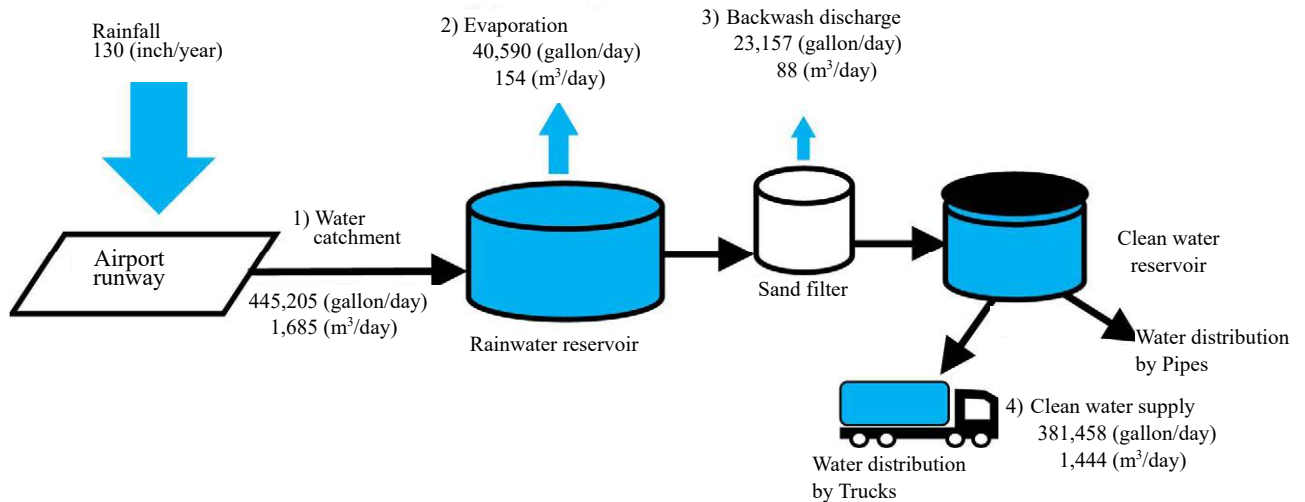 Rainfall
130 (inch/year)
2) Evaporation
40,590 (gallon/day)
154 (m³/day)
3) Backwash discharge
23,157 (gallon/day)
88 (m³/day)
1) Water
catchment
Airport
runway
445,205 (gallon/day)
1,685 (m³/day)
Rainwater reservoir
Sand filter
Clean water
reservoir
Water distribution
by Pipes
4) Clean water supply
381,458 (gallon/day)
1,444 (m³/day)
Water distribution
by Trucks